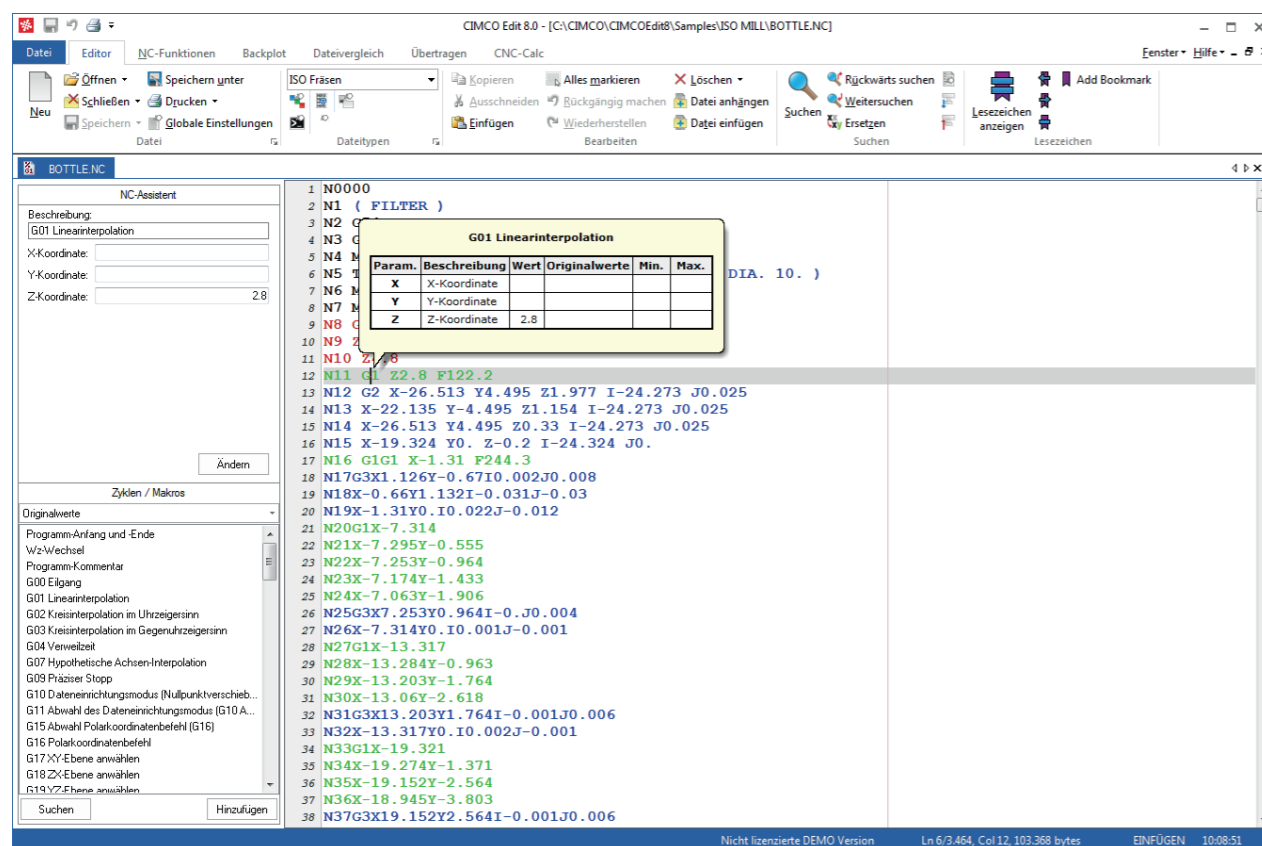 CIMCO Edit 8.0 - [C:\CIMCO\CIMCOEdit8\Samples\ISO MILL\BOTTLE.NC]
Datei Editor NC-Funktionen Backplot Dateivergleich Übertragen CNC-Calc Fenster Hilfe
Neu
Öffnen
Schließen
Speichern
Speichern unter
Drucken
Globale Einstellungen
Datei
ISO Fräsen
Dateitypen
Kopieren
Ausschneiden
Einfügen
Alles markieren
Rückgängig machen
Wiederherstellen
Löschen
Datei anhängen
Datei einfügen
Bearbeiten
Suchen
Rückwärts suchen
Weitersuchen
Ersetzen
Suchen
Lesezeichen anzeigen
Add Bookmark
Lesezeichen
BOTTLE.NC
NC-Assistent
Beschreibung:
G01 Linearinterpolation
X-Koordinate:
Y-Koordinate:
Z-Koordinate: 2.8
Ändern
Zyklen / Makros
Originalwerte
Programm-Anfang und -Ende
Wz-Wechsel
Programm-Kommentar
G00 Eilgang
G01 Linearinterpolation
G02 Kreisinterpolation im Uhrzeigersinn
G03 Kreisinterpolation im Gegenuhrzeigersinn
G04 Verweilzeit
G07 Hypothetische Achsen-Interpolation
G09 Präziser Stopp
G10 Dateneinrichtungsmodus (Nullpunktverschieb...
G11 Abwahl des Dateneinrichtungsmodus (G10 A...
G15 Abwahl Polarkoordinatenbefehl (G16)
G16 Polarkoordinatenbefehl
G17 XY-Ebene anwählen
G18 ZX-Ebene anwählen
G19 YZ-Ebene anwählen
Suchen Hinzufügen
1 N0000
2 N1 ( FILTER )
3 N2 G
4 N3 G
5 N4 M
6 N5 T DIA. 10. )
7 N6 M
8 N7 M
9 N8 G
10 N9 Z
11 N10 Z .8
12 N11 G1 Z2.8 F122.2
13 N12 G2 X-26.513 Y4.495 Z1.977 I-24.273 J0.025
14 N13 X-22.135 Y-4.495 Z1.154 I-24.273 J0.025
15 N14 X-26.513 Y4.495 Z0.33 I-24.273 J0.025
16 N15 X-19.324 Y0. Z-0.2 I-24.324 J0.
17 N16 G1G1 X-1.31 F244.3
18 N17G3X1.126Y-0.67I0.002J0.008
19 N18X-0.66Y1.132I-0.031J-0.03
20 N19X-1.31Y0.I0.022J-0.012
21 N20G1X-7.314
22 N21X-7.295Y-0.555
23 N22X-7.253Y-0.964
24 N23X-7.174Y-1.433
25 N24X-7.063Y-1.906
26 N25G3X7.253Y0.964I-0.J0.004
27 N26X-7.314Y0.I0.001J-0.001
28 N27G1X-13.317
29 N28X-13.284Y-0.963
30 N29X-13.203Y-1.764
31 N30X-13.06Y-2.618
32 N31G3X13.203Y1.764I-0.001J0.006
33 N32X-13.317Y0.I0.002J-0.001
34 N33G1X-19.321
35 N34X-19.274Y-1.371
36 N35X-19.152Y-2.564
37 N36X-18.945Y-3.803
38 N37G3X19.152Y2.564I-0.001J0.006
G01 Linearinterpolation
Param. Beschreibung Wert Originalwerte Min. Max.
X X-Koordinate
Y Y-Koordinate
Z Z-Koordinate 2.8
Nicht lizenzierte DEMO Version Ln 6/3.464, Col 12, 103.368 bytes EINFÜGEN 10:08:51